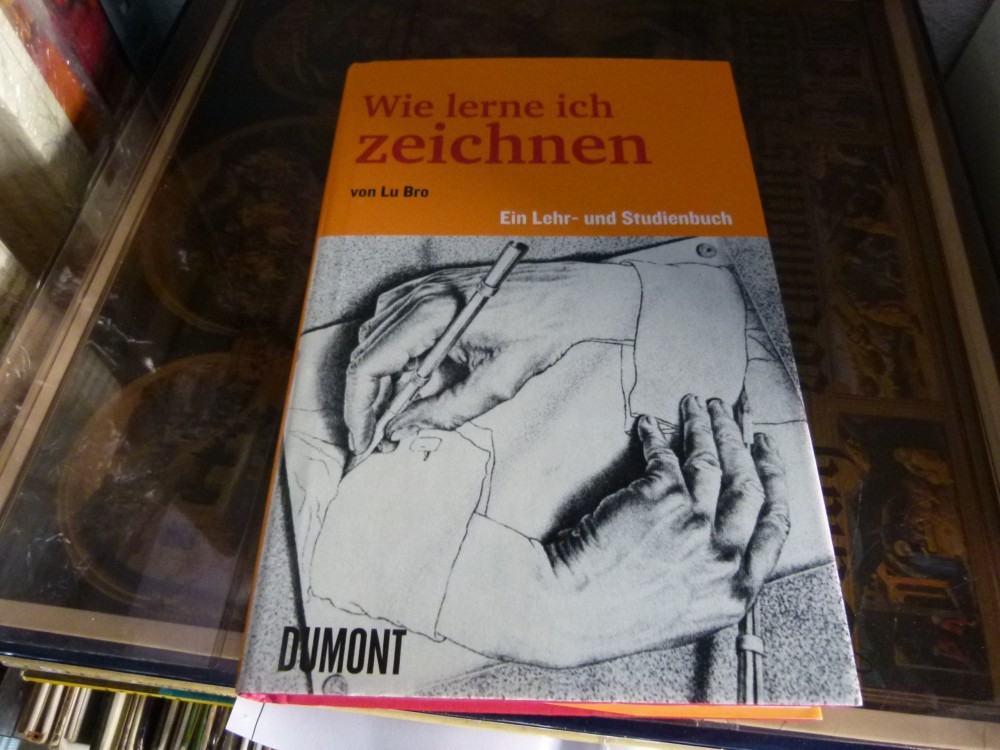 Wie lerne ich
zeichnen
von Lu Bro
Ein Lehr- und Studienbuch
DUMONT